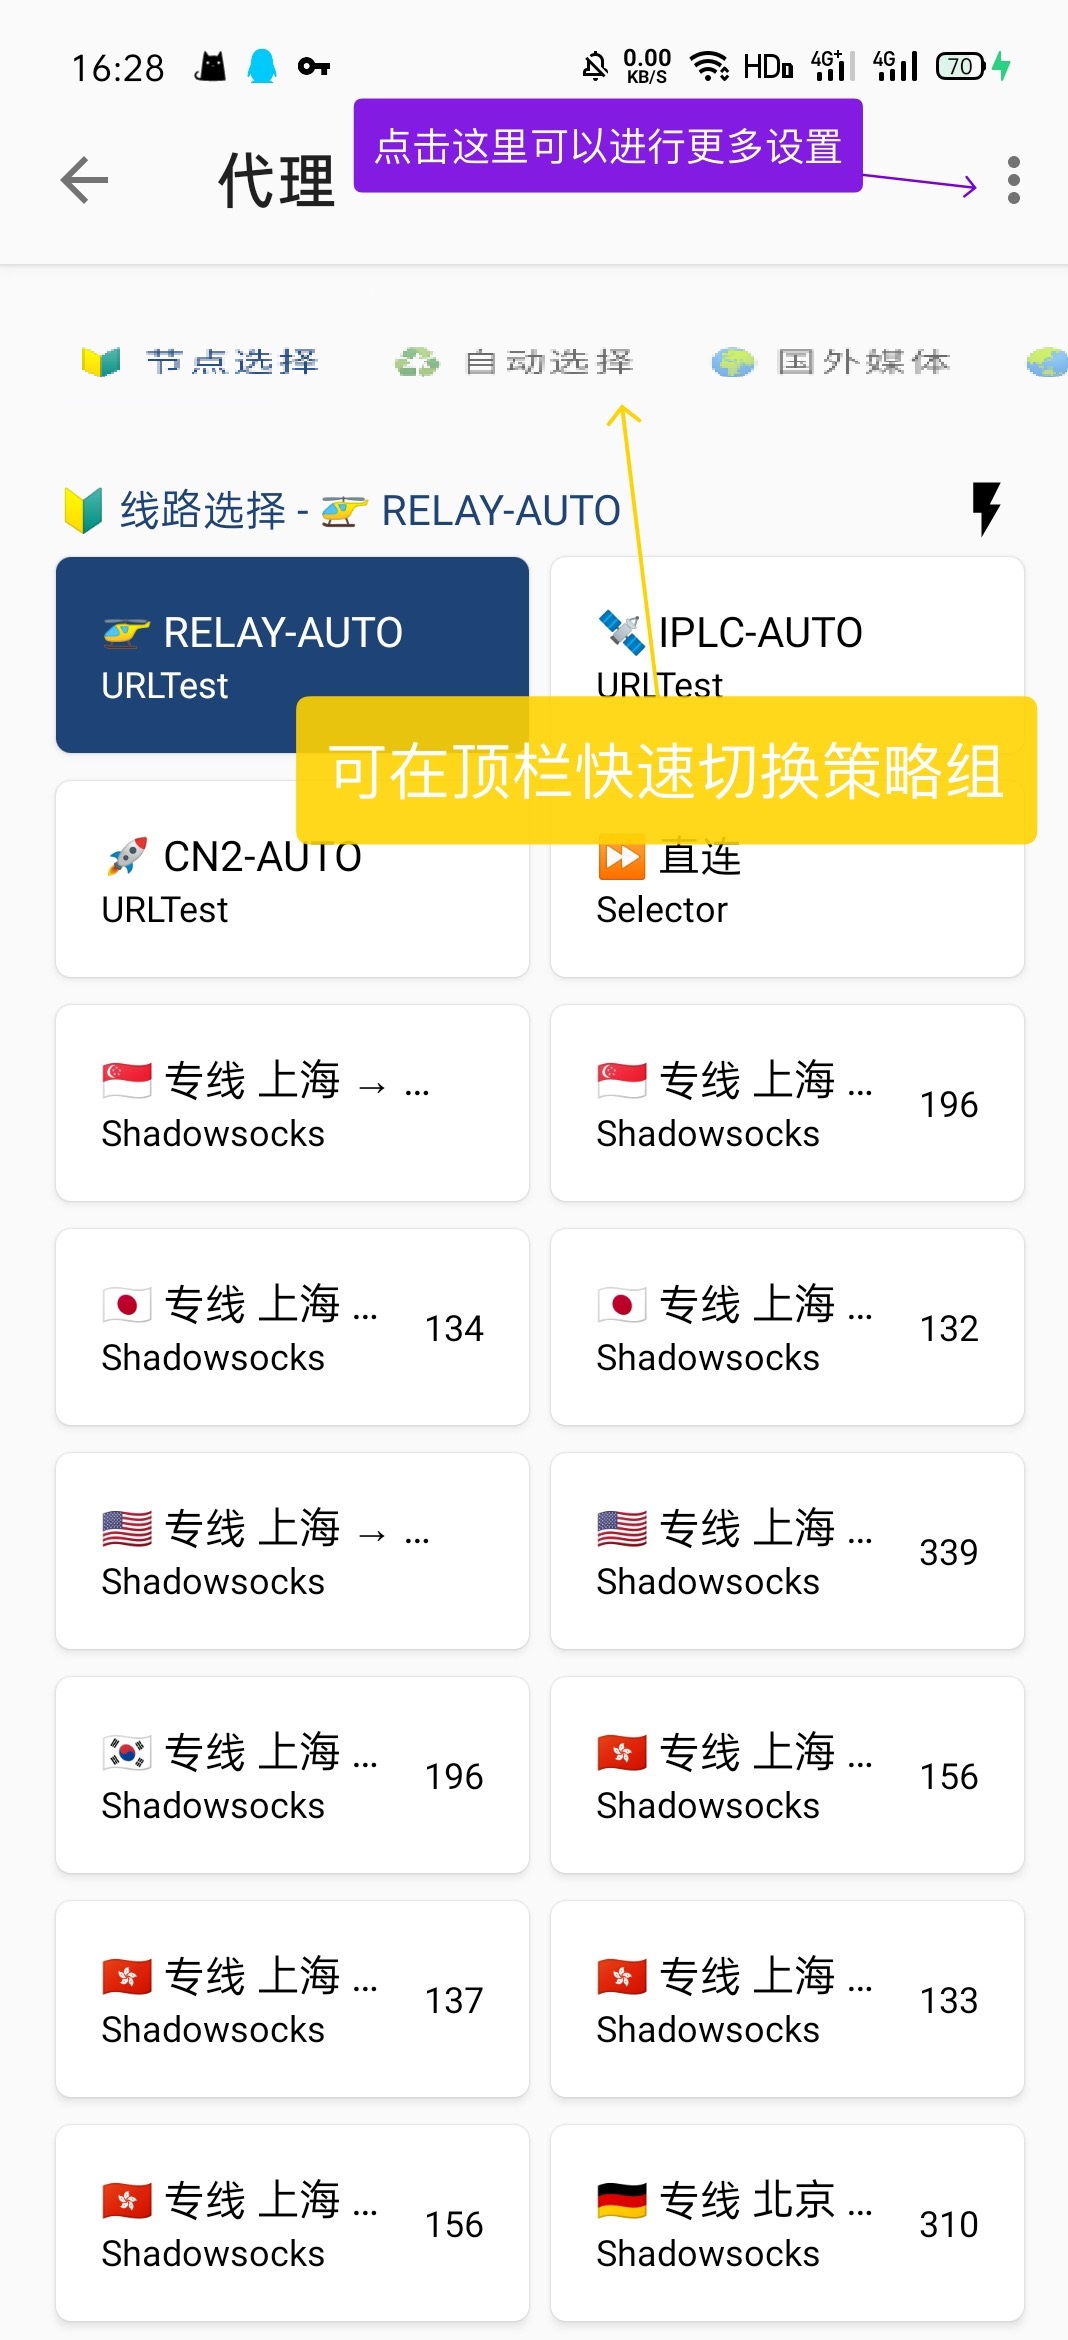 16:28
0.00
KB/S
HD
4G+
4G
70
点击这里可以进行更多设置
代理
节点选择
自动选择
国外媒体
线路选择 - RELAY-AUTO
RELAY-AUTO
URLTest
IPLC-AUTO
URLTest
可在顶栏快速切换策略组
CN2-AUTO
URLTest
直连
Selector
专线 上海 → ...
Shadowsocks
专线 上海 ...
Shadowsocks
196
专线 上海 ...
Shadowsocks
134
专线 上海 ...
Shadowsocks
132
专线 上海 → ...
Shadowsocks
专线 上海 ...
Shadowsocks
339
专线 上海 ...
Shadowsocks
196
专线 上海 ...
Shadowsocks
156
专线 上海 ...
Shadowsocks
137
专线 上海 ...
Shadowsocks
133
专线 上海 ...
Shadowsocks
156
专线 北京 ...
Shadowsocks
310